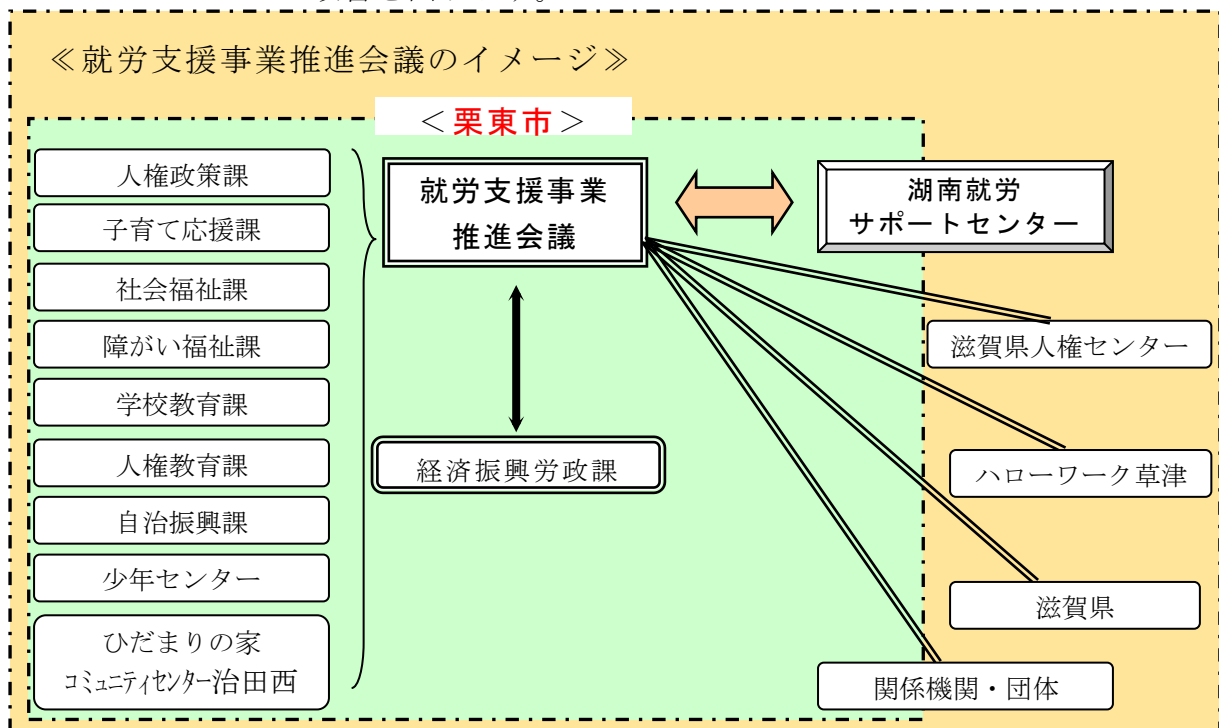 ≪就労支援事業推進会議のイメージ≫
＜栗東市＞
人権政策課
子育て応援課
社会福祉課
障がい福祉課
学校教育課
人権教育課
自治振興課
少年センター
ひだまりの家
コミュニティセンター治田西
就労支援事業
推進会議
経済振興労政課
湖南就労
サポートセンター
滋賀県人権センター
ハローワーク草津
滋賀県
関係機関・団体